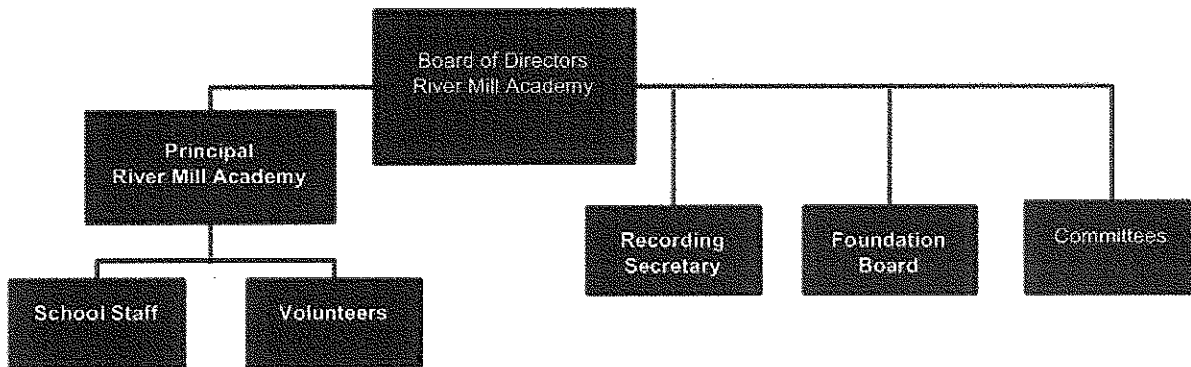 Board of Directors
River Mill Academy
Principal
River Mill Academy
Recording
Secretary
Foundation
Board
Committees
School Staff
Volunteers